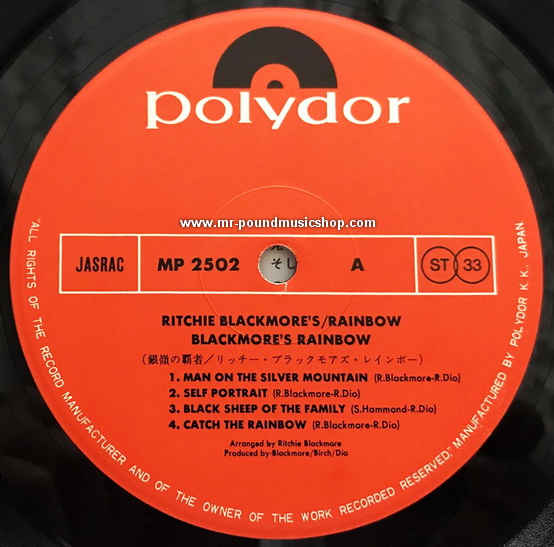 polydor
www.mr-poundmusicshop.com
JASRAC MP 2502 そし A ST 33
RITCHIE BLACKMORE'S/RAINBOW
BLACKMORE'S RAINBOW
(銀嶺の覇者/リッチー・ブラックモアズ・レインボー)
1. MAN ON THE SILVER MOUNTAIN (R.Blackmore-R.Dio)
2. SELF PORTRAIT (R.Blackmore-R.Dio)
3. BLACK SHEEP OF THE FAMILY (S.Hammond-R.Dio)
4. CATCH THE RAINBOW (R.Blackmore-R.Dio)
Arranged by Ritchie Blackmore
Produced by-Blackmore/Birch/Dio
"ALL RIGHTS OF THE RECORD MANUFACTURER AND OF THE OWNER OF THE WORK RECORDED RESERVED," MANUFACTURED BY POLYDOR K.K., JAPAN